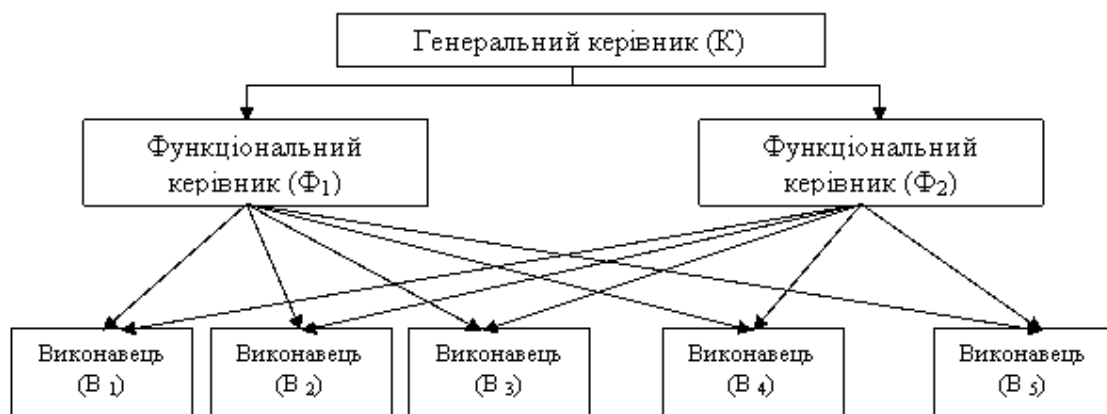 Генеральний керівник (К)
Функціональний
керівник (Ф1)
Функціональний
керівник (Ф2)
Виконавець
(В 1)
Виконавець
(В 2)
Виконавець
(В 3)
Виконавець
(В 4)
Виконавець
(В 5)